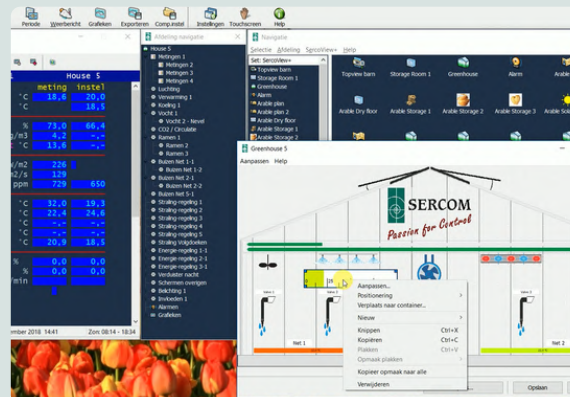 Periode Weerbericht Grafieken Exporteren Comp.instel Instellingen Touchscreen Help
House 5
meting instel
°C 18,6 20,0
°C 18,5
% 73,0 66,4
g/m3 4,2 -,-
°C 13,6 -,-
226
129
ppm 729 650
°C 32,0 19,3
°C 22,4 24,6
°C -,- -,-
°C -,- -,-
°C 20,9 18,5
% 0,0 0,0
% 0,0 0,0
/min
mber 2018 14:41 Zon: 08:14 - 18:34
Afdeling navigatie
House 5
Metingen 1
Metingen 2
Metingen 3
Metingen 4
Luchting
Verwarming 1
Koeling 1
Vocht 1
Vocht 2 - Nevel
CO2 / Circulatie
Ramen 1
Ramen 2
Ramen 3
Buizen Net 1-1
Buizen Net 1-2
Buizen Net 2-1
Buizen Net 2-2
Buizen Net 5-1
Straling-regeling 1
Straling-regeling 2
Straling-regeling 3
Straling-regeling 4
Straling-regeling 5
Straling Volgdoeken
Energie-regeling 1-1
Energie-regeling 2-1
Energie-regeling 3-1
Verduister nacht
Schermen overigen
Belichting 1
Invloeden 1
Alarmen
Grafieken
Navigatie
Selectie Afdeling SercoView+ Help
Set: SercoView+
Topview barn
Storage Room 1
Greenhouse
Alarm
Arable plan
Arable plan 2
Arable Dry floor
Arable Storage 1
Arable Storage 2
Topview barn Storage Room 1 Greenhouse Alarm Arable
Arable Dry floor Arable Storage 1 Arable Storage 2 Arable Storage 3 Arable Sola
Greenhouse 5
Aanpassen Help
SERCOM
Passion for Control
Net 1
Net 2
Aanpassen...
Positionering
Verplaats naar container...
Nieuw
Knippen Ctrl+X
Kopiëren Ctrl+C
Plakken Ctrl+V
Opmaak plakken
Kopieer opmaak naar alle
Verwijderen
Opslaan